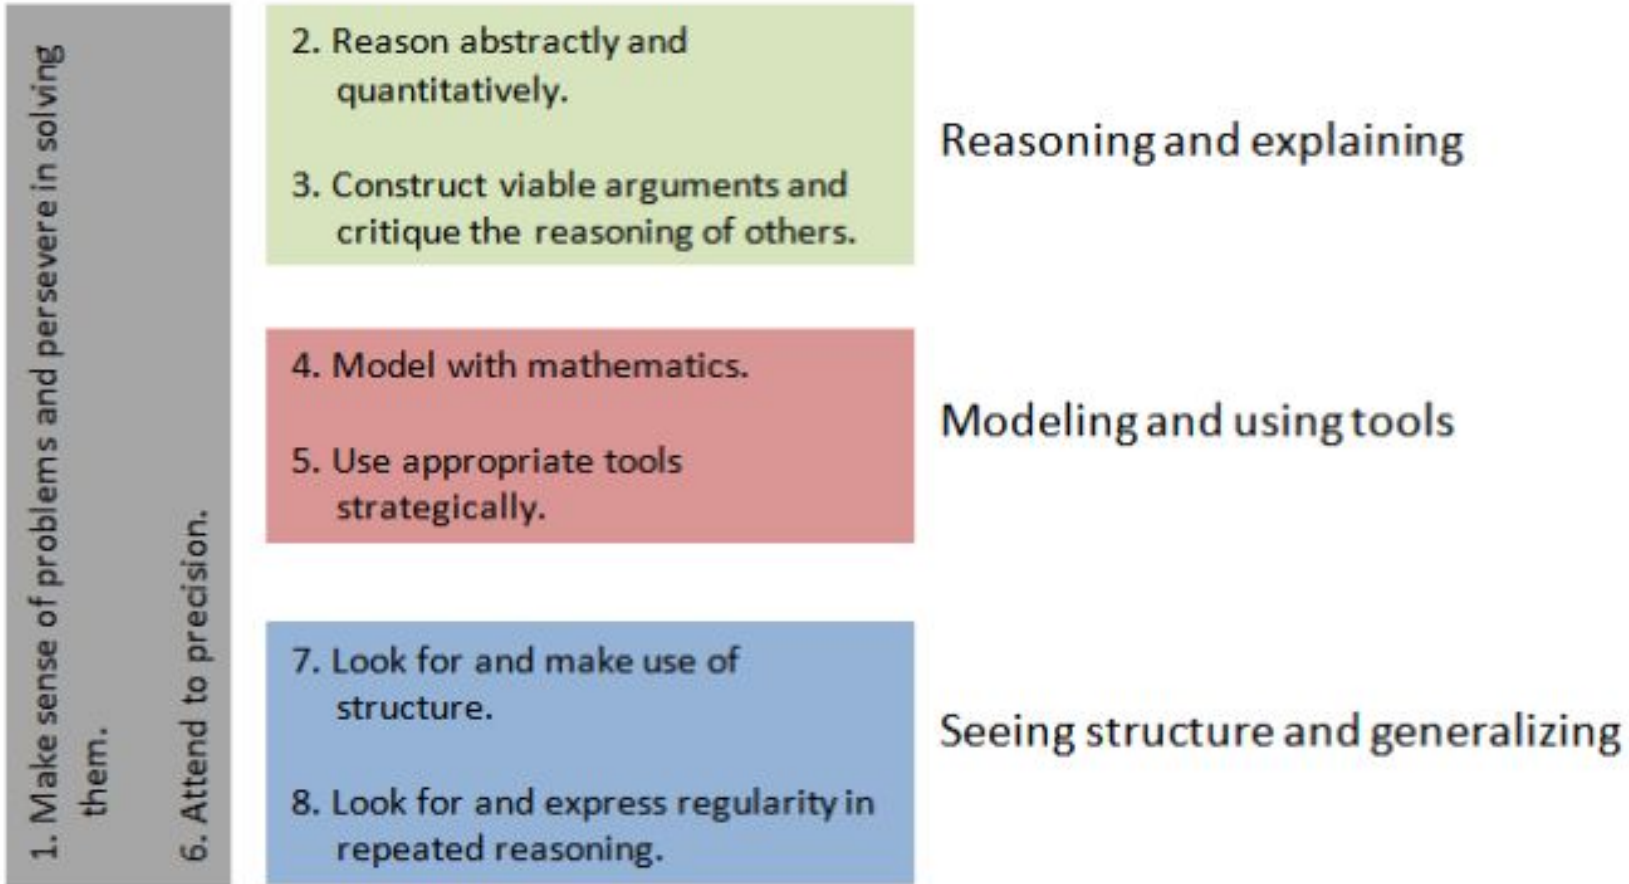 1. Make sense of problems and persevere in solving
them.
6. Attend to precision.
2. Reason abstractly and
quantitatively.
3. Construct viable arguments and
critique the reasoning of others.
Reasoning and explaining
4. Model with mathematics.
5. Use appropriate tools
strategically.
Modeling and using tools
7. Look for and make use of
structure.
8. Look for and express regularity in
repeated reasoning.
Seeing structure and generalizing